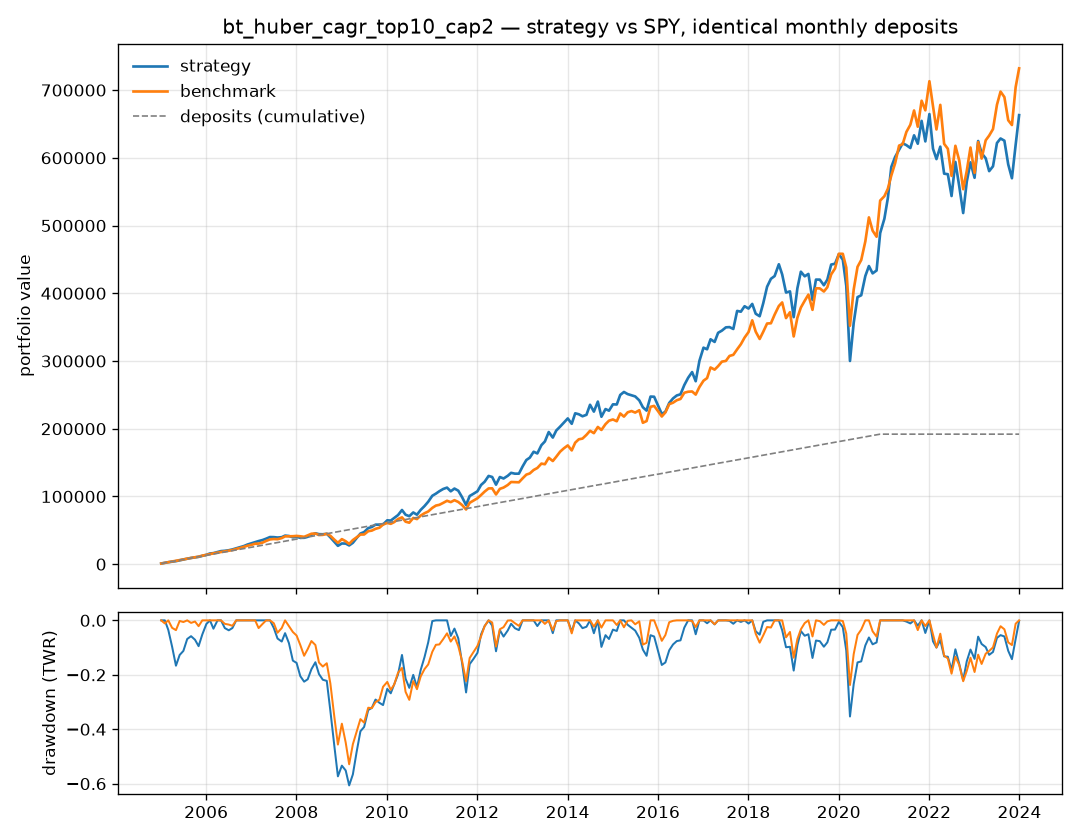 bt_huber_cagr_top10_cap2 — strategy vs SPY, identical monthly deposits
strategy
benchmark
deposits (cumulative)
portfolio value
700000
600000
500000
400000
300000
200000
100000
0
drawdown (TWR)
0.0
−0.2
−0.4
−0.6
2006 2008 2010 2012 2014 2016 2018 2020 2022 2024